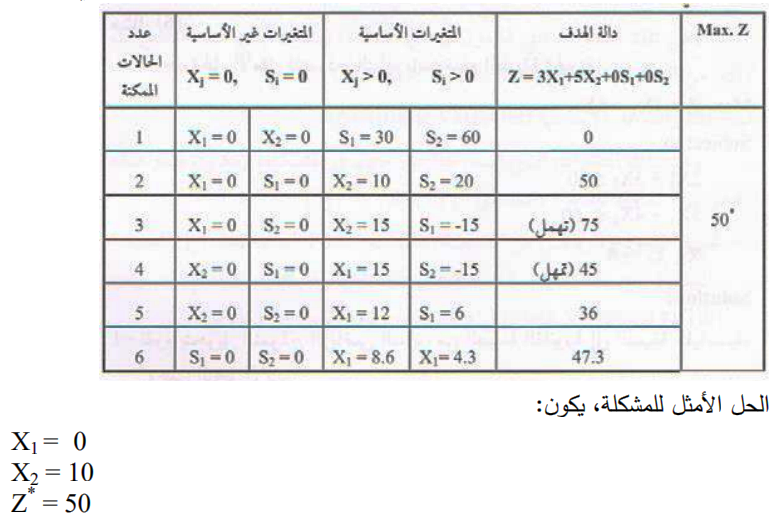 عدد الحالات الممكنة | المتغيرات غير الأساسية | المتغيرات الأساسية | دالة الهدف | Max. Z
Xj = 0, Si = 0 | Xj > 0, Si > 0 | Z = 3X1+5X2+0S1+0S2
1 | X1 = 0 | X2 = 0 | S1 = 30 | S2 = 60 | 0
2 | X1 = 0 | S1 = 0 | X2 = 10 | S2 = 20 | 50
3 | X1 = 0 | S2 = 0 | X2 = 15 | S1 = -15 | 75 (تهمل) | 50*
4 | X2 = 0 | S1 = 0 | X1 = 15 | S2 = -15 | 45 (تهمل)
5 | X2 = 0 | S2 = 0 | X1 = 12 | S1 = 6 | 36
6 | S1 = 0 | S2 = 0 | X1 = 8.6 | X1= 4.3 | 47.3
الحل الأمثل للمشكلة، يكون:
X1 = 0
X2 = 10
Z* = 50